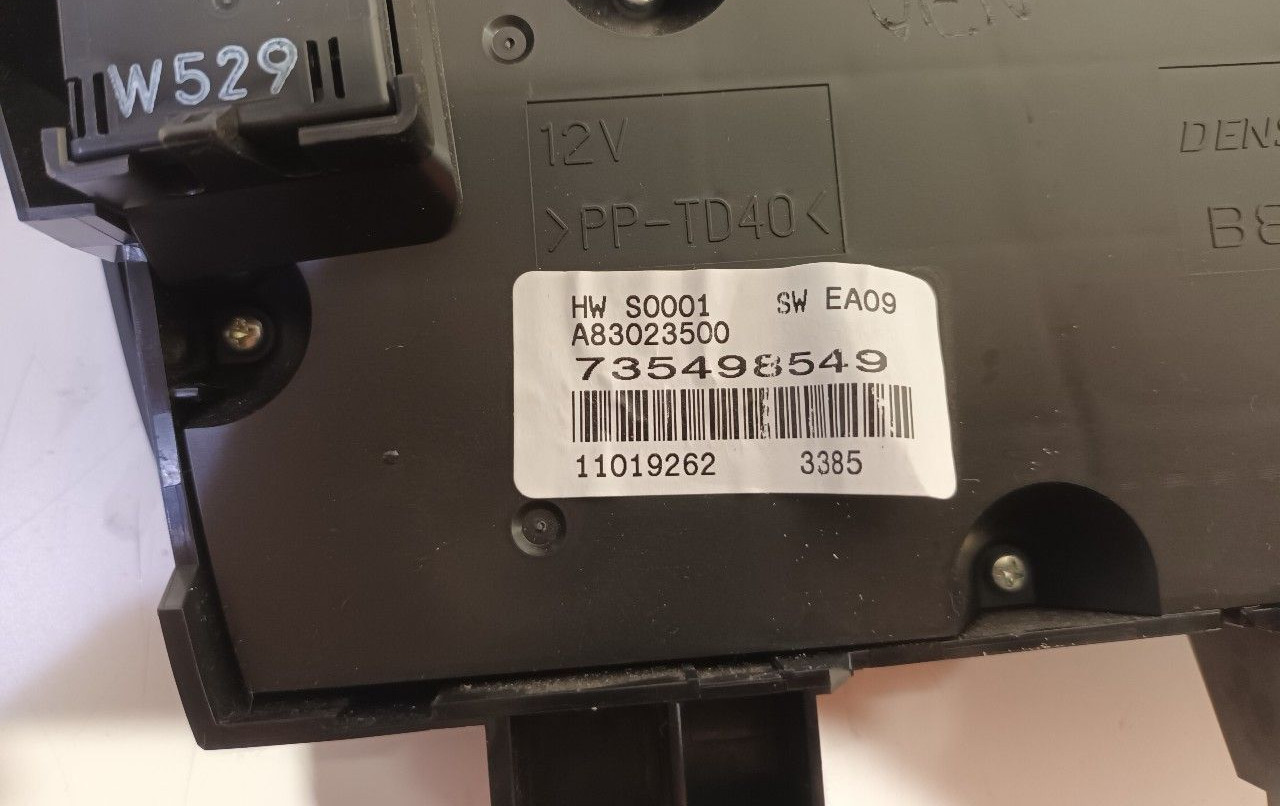 W529
12V
>PP-TD40<
HW S0001 SW EA09
A83023500
735498549
11019262 3385